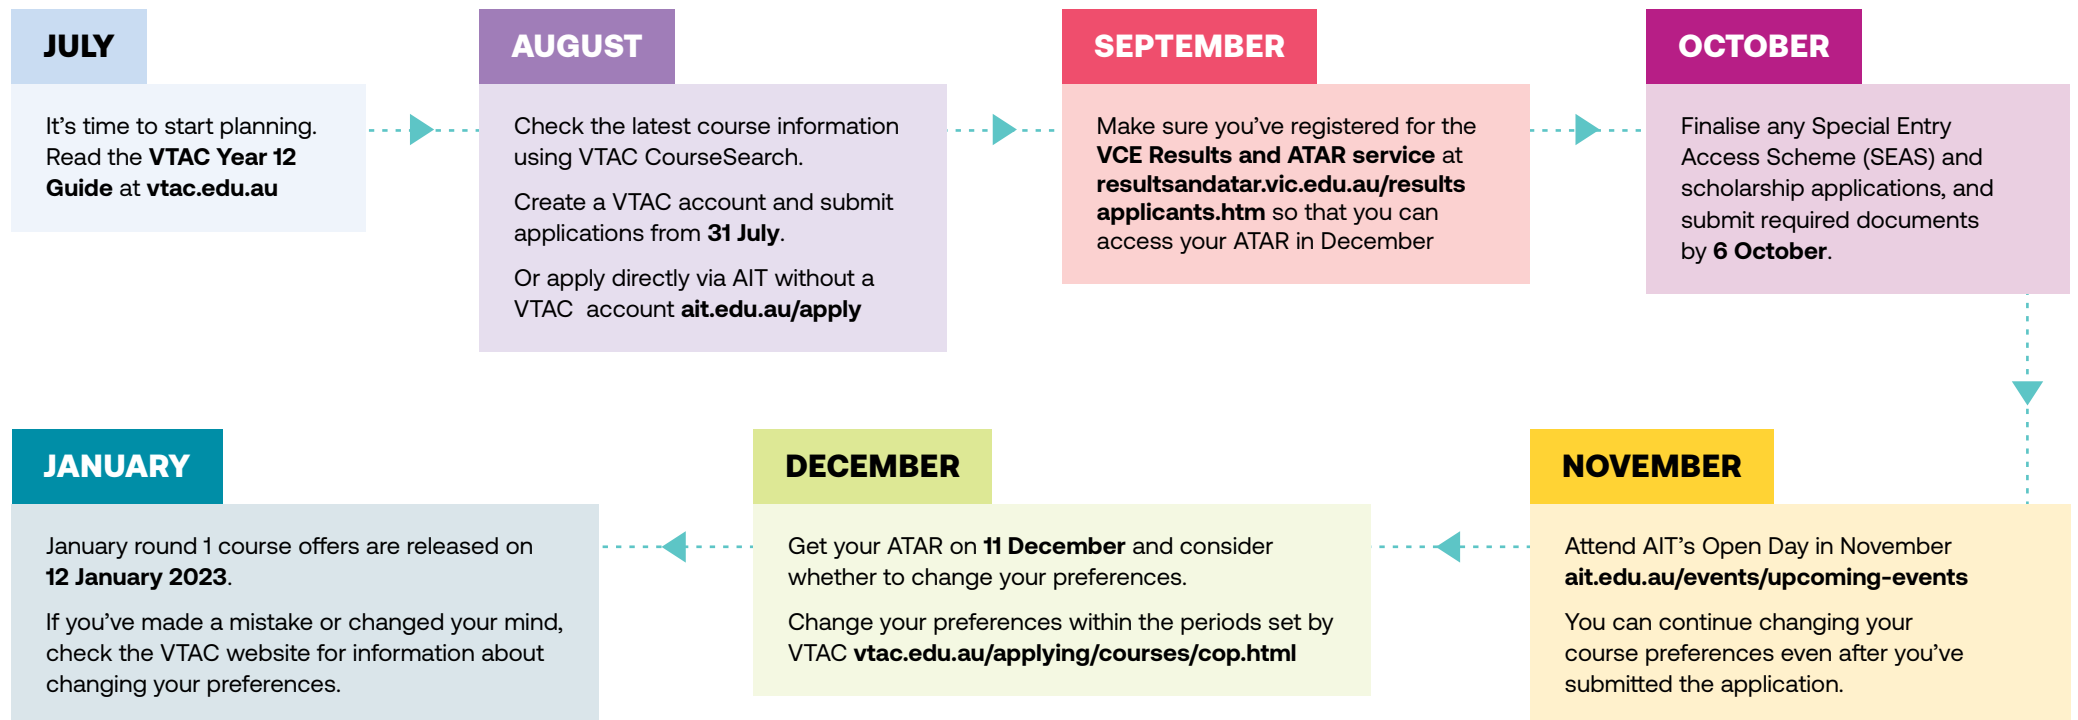 JULY
It's time to start planning.
Read the VTAC Year 12
Guide at vtac.edu.au
AUGUST
Check the latest course information
using VTAC CourseSearch.
Create a VTAC account and submit
applications from 31 July.
Or apply directly via AIT without a
VTAC  account ait.edu.au/apply
SEPTEMBER
Make sure you've registered for the
VCE Results and ATAR service at
resultsandatar.vic.edu.au/results
applicants.htm so that you can
access your ATAR in December
OCTOBER
Finalise any Special Entry
Access Scheme (SEAS) and
scholarship applications, and
submit required documents
by 6 October.
NOVEMBER
Attend AIT's Open Day in November
ait.edu.au/events/upcoming-events
You can continue changing your
course preferences even after you've
submitted the application.
DECEMBER
Get your ATAR on 11 December and consider
whether to change your preferences.
Change your preferences within the periods set by
VTAC vtac.edu.au/applying/courses/cop.html
JANUARY
January round 1 course offers are released on
12 January 2023.
If you've made a mistake or changed your mind,
check the VTAC website for information about
changing your preferences.